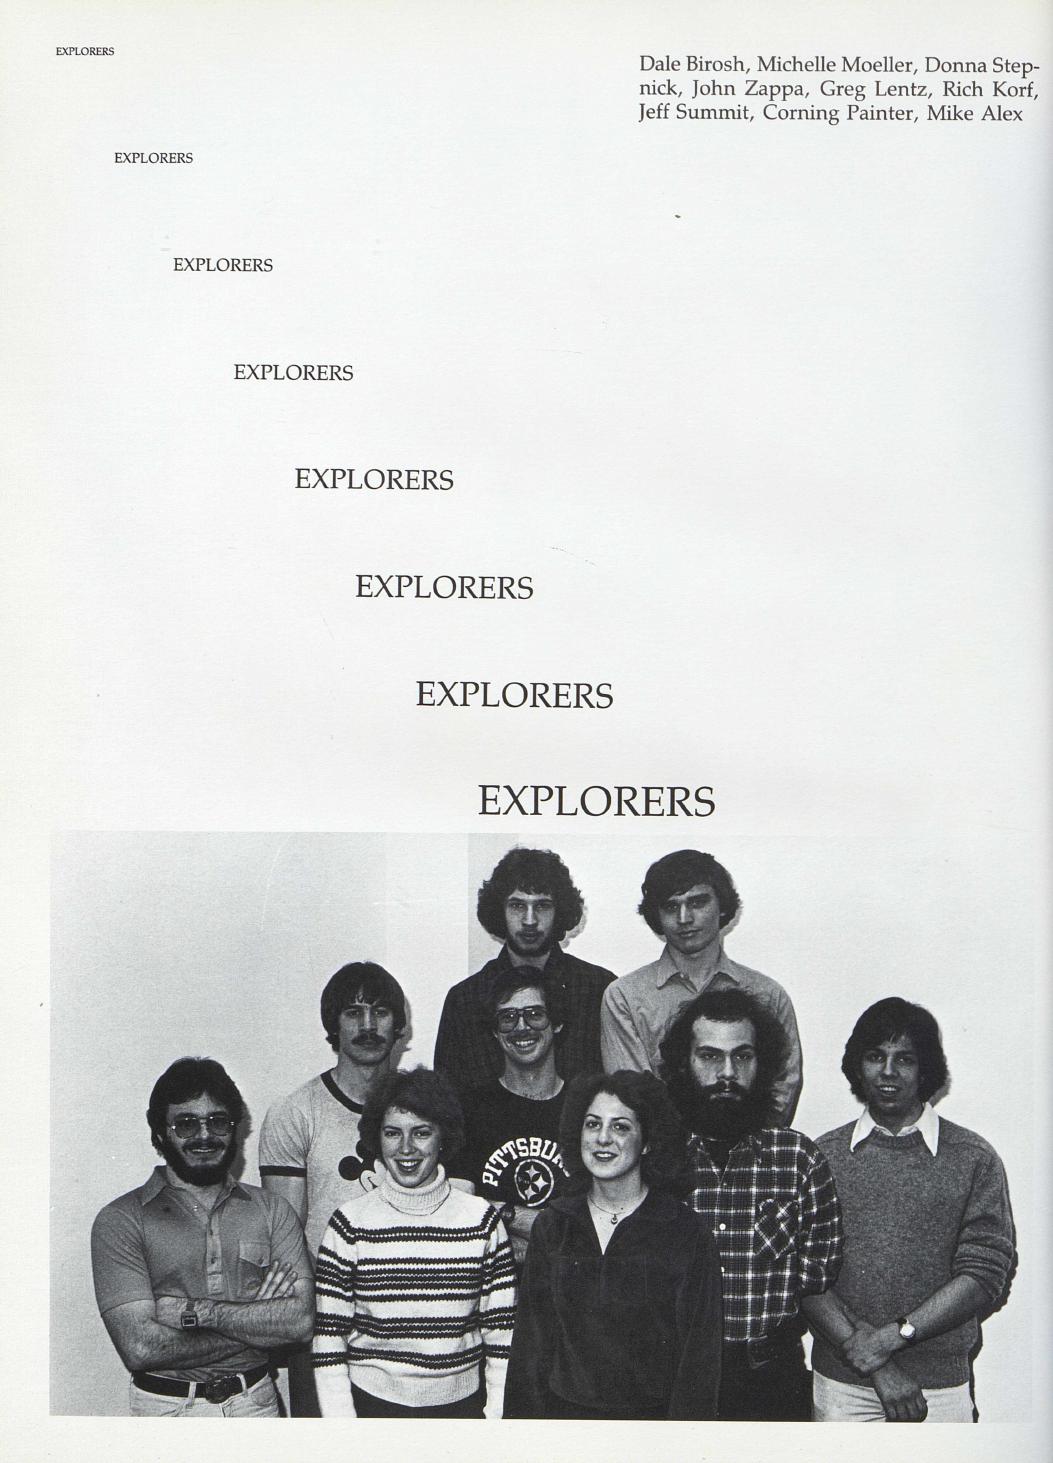 EXPLORERS
Dale Birosh, Michelle Moeller, Donna Step-
nick, John Zappa, Greg Lentz, Rich Korf,
Jeff Summit, Corning Painter, Mike Alex
EXPLORERS
EXPLORERS
EXPLORERS
EXPLORERS
EXPLORERS
EXPLORERS
EXPLORERS